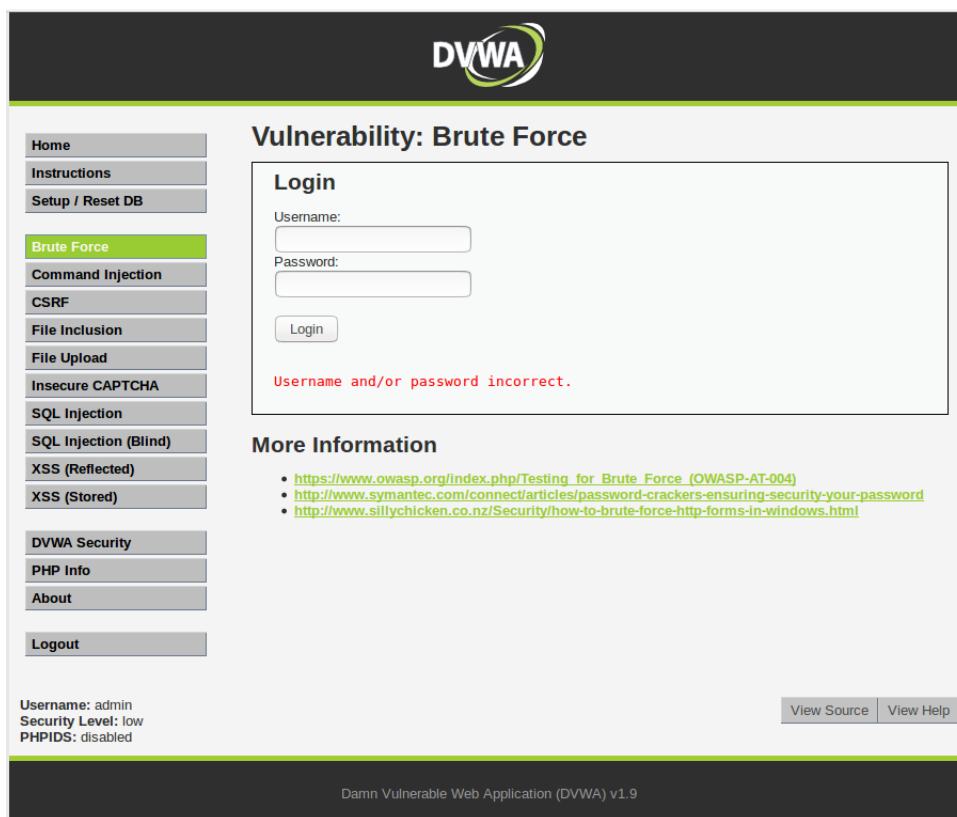 DVWA
Home
Instructions
Setup / Reset DB
Brute Force
Command Injection
CSRF
File Inclusion
File Upload
Insecure CAPTCHA
SQL Injection
SQL Injection (Blind)
XSS (Reflected)
XSS (Stored)
DVWA Security
PHP Info
About
Logout
Username: admin
Security Level: low
PHPIDS: disabled
Vulnerability: Brute Force
Login
Username:
Password:
Login
Username and/or password incorrect.
More Information
https://www.owasp.org/index.php/Testing_for_Brute_Force_(OWASP-AT-004)
http://www.symantec.com/connect/articles/password-crackers-ensuring-security-your-password
http://www.sillychicken.co.nz/Security/how-to-brute-force-http-forms-in-windows.html
View Source View Help
Damn Vulnerable Web Application (DVWA) v1.9